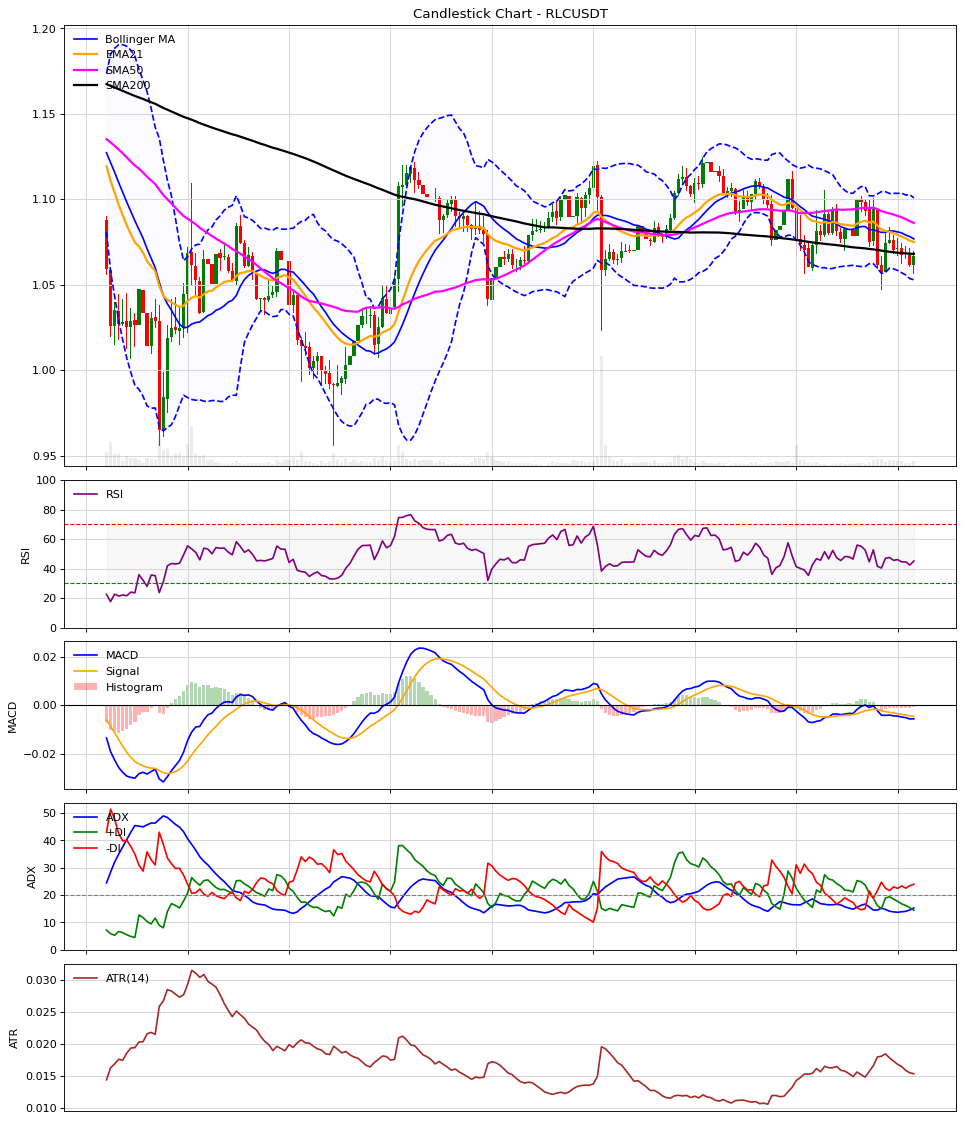 Candlestick Chart - RLCUSDT
1.20
1.15
1.10
1.05
1.00
0.95
Bollinger MA
EMA21
SMA50
SMA200
100
80
60
40
20
0
RSI
RSI
0.02
0.00
−0.02
MACD
MACD
Signal
Histogram
50
40
30
20
10
0
ADX
ADX
+DI
-DI
0.030
0.025
0.020
0.015
0.010
ATR
ATR(14)